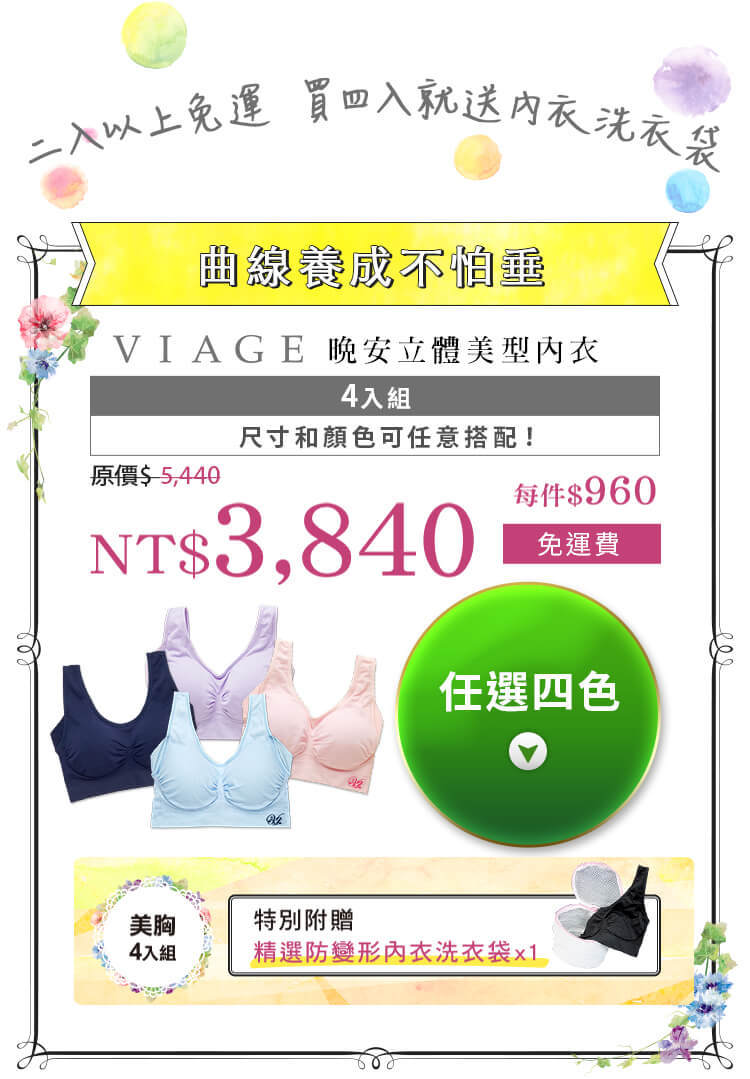 二入以上免運 買四入就送內衣洗衣袋
曲線養成不怕垂
VIAGE 晚安立體美型內衣
4入組
尺寸和顏色可任意搭配！
原價$ 5,440
每件$960
NT$3,840
免運費
任選四色
美胸
4入組
特別附贈
精選防變形內衣洗衣袋x1